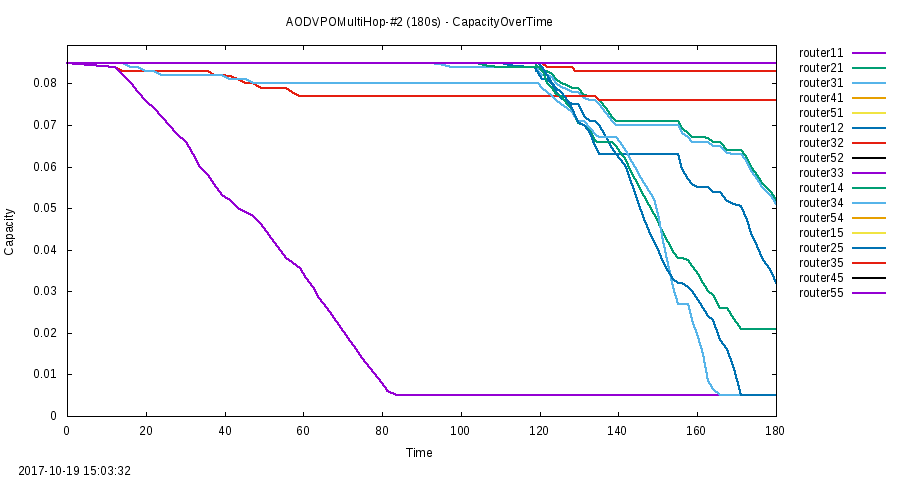 AODVPOMultiHop-#2 (180s) - CapacityOverTime
router11
router21
router31
router41
router51
router12
router32
router52
router33
router14
router34
router54
router15
router25
router35
router45
router55
0.08
0.07
0.06
0.05
0.04
0.03
0.02
0.01
0
Capacity
0 20 40 60 80 100 120 140 160 180
Time
2017-10-19 15:03:32